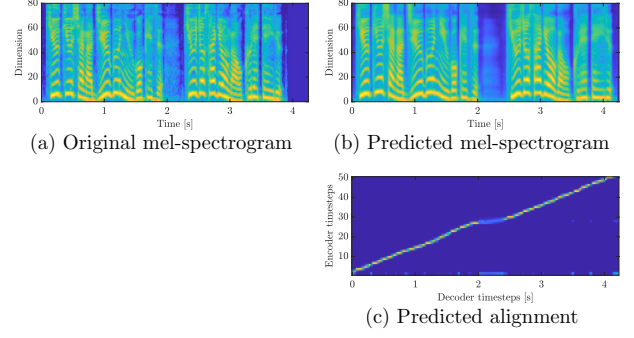 80
60
40
20
0
Dimension
0 1 2 3 4
Time [s]
(a) Original mel-spectrogram
80
60
40
20
0
Dimension
0 1 2 3 4
Time [s]
(b) Predicted mel-spectrogram
50
40
30
20
10
Encoder timesteps
0 1 2 3 4
Decoder timesteps [s]
(c) Predicted alignment